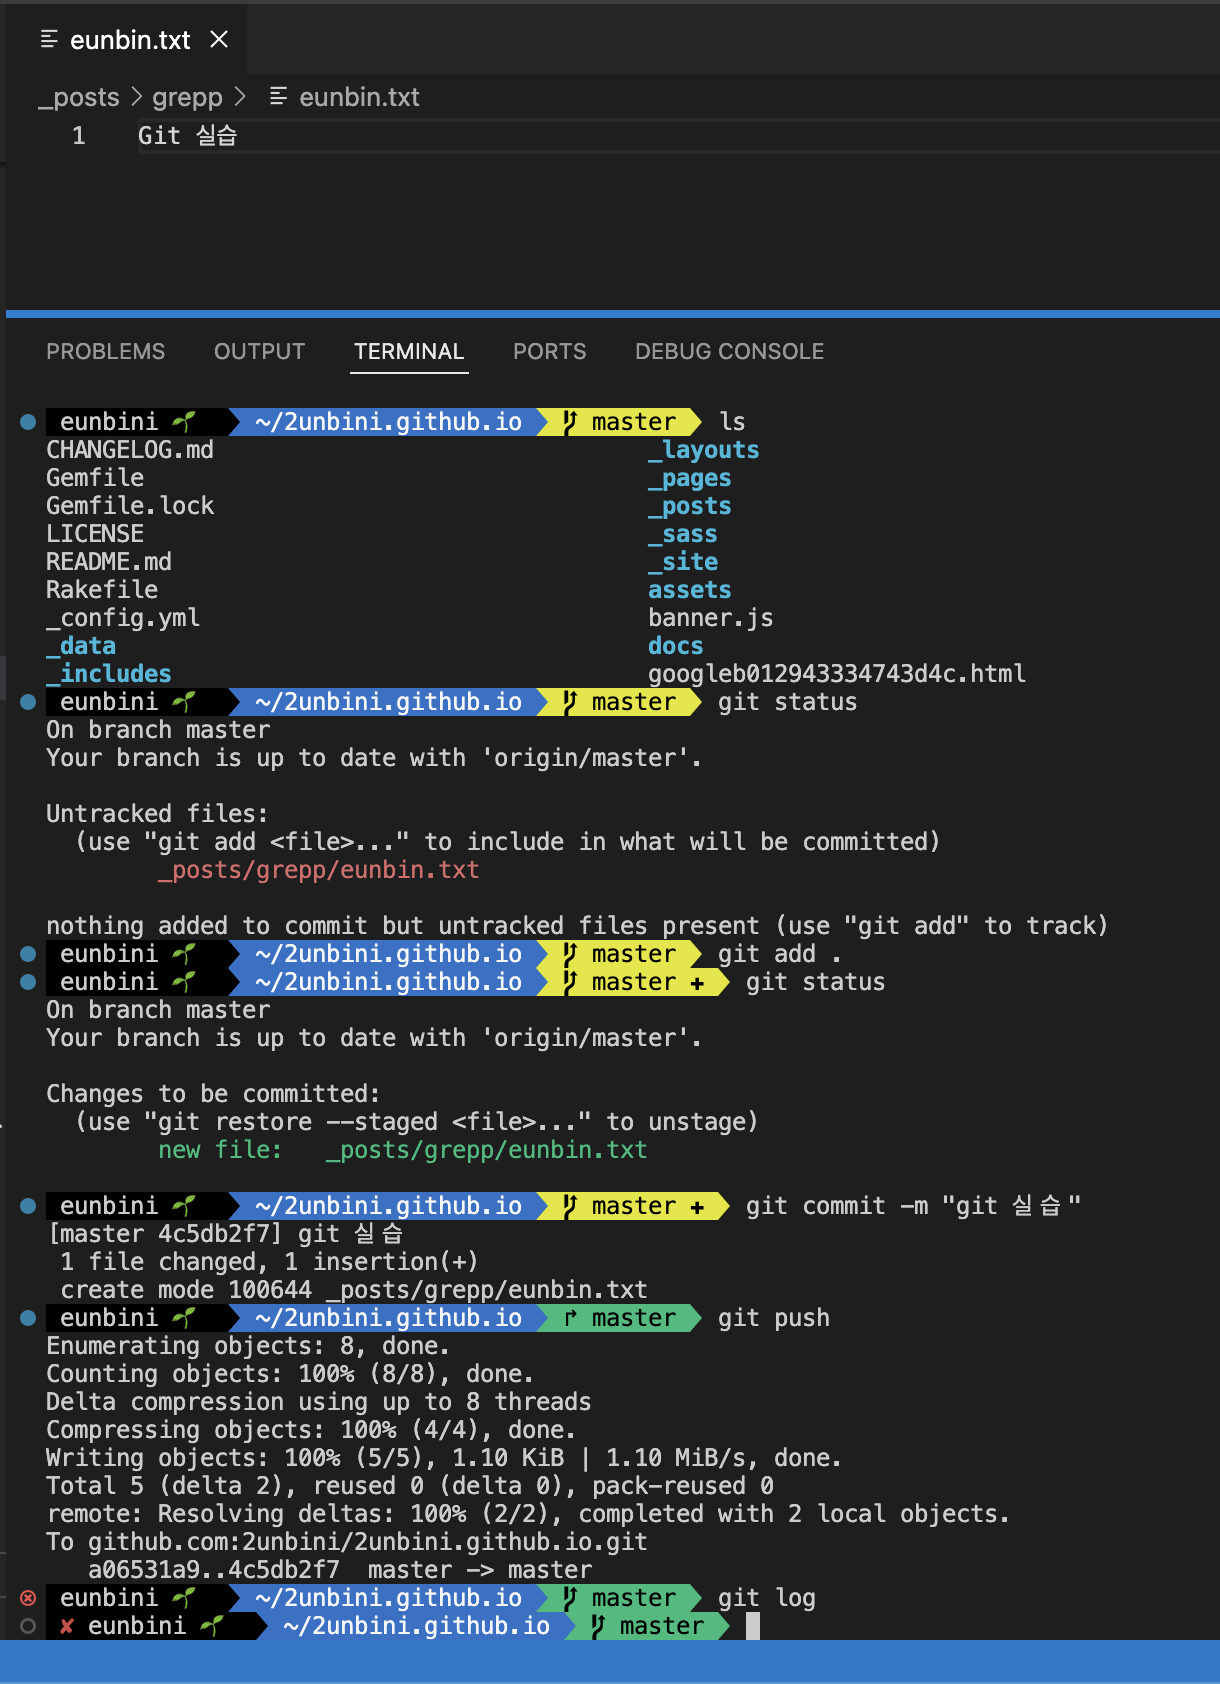 eunbin.txt
_posts > grepp > eunbin.txt
1 Git 실습
PROBLEMS OUTPUT TERMINAL PORTS DEBUG CONSOLE
eunbini ~/2unbini.github.io master ls
CHANGELOG.md _layouts
Gemfile _pages
Gemfile.lock _posts
LICENSE _sass
README.md _site
Rakefile assets
_config.yml banner.js
_data docs
_includes googleb012943334743d4c.html
eunbini ~/2unbini.github.io master git status
On branch master
Your branch is up to date with 'origin/master'.
Untracked files:
(use "git add <file>..." to include in what will be committed)
_posts/grepp/eunbin.txt
nothing added to commit but untracked files present (use "git add" to track)
eunbini ~/2unbini.github.io master git add .
eunbini ~/2unbini.github.io master + git status
On branch master
Your branch is up to date with 'origin/master'.
Changes to be committed:
(use "git restore --staged <file>..." to unstage)
new file: _posts/grepp/eunbin.txt
eunbini ~/2unbini.github.io master + git commit -m "git 실습"
[master 4c5db2f7] git 실습
1 file changed, 1 insertion(+)
create mode 100644 _posts/grepp/eunbin.txt
eunbini ~/2unbini.github.io master git push
Enumerating objects: 8, done.
Counting objects: 100% (8/8), done.
Delta compression using up to 8 threads
Compressing objects: 100% (4/4), done.
Writing objects: 100% (5/5), 1.10 KiB | 1.10 MiB/s, done.
Total 5 (delta 2), reused 0 (delta 0), pack-reused 0
remote: Resolving deltas: 100% (2/2), completed with 2 local objects.
To github.com:2unbini/2unbini.github.io.git
a06531a9..4c5db2f7 master -> master
eunbini ~/2unbini.github.io master git log
✘ eunbini ~/2unbini.github.io master